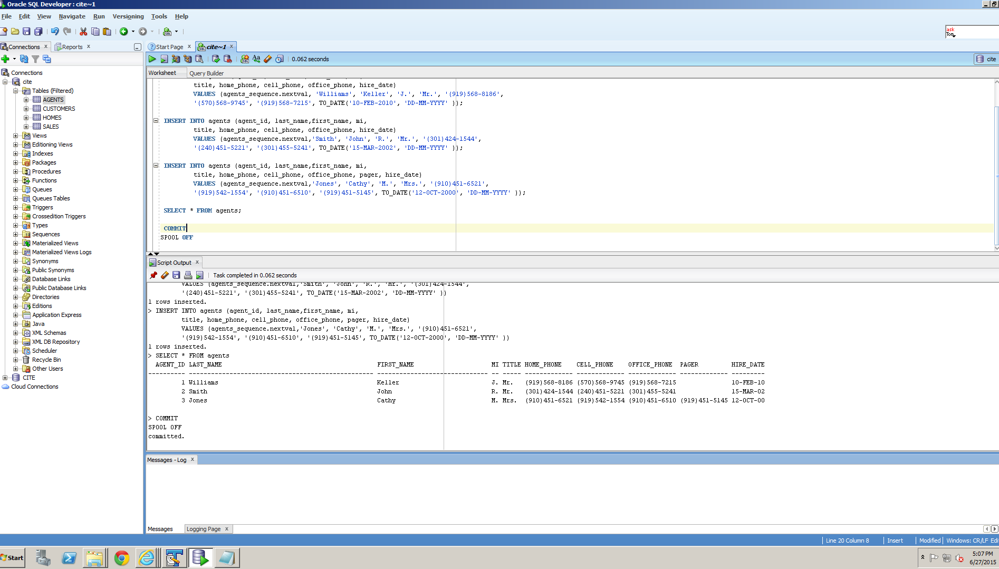 Oracle SQL Developer : cite~1
File Edit View Navigate Run Versioning Tools Help
ask
Tom
Connections x Reports x
Start Page x cite~1 x
SQL Aa 0.062 seconds
cite
Worksheet Query Builder
Connections
cite
Tables (Filtered)
AGENTS
CUSTOMERS
HOMES
SALES
Views
Editioning Views
Indexes
Packages
Procedures
Functions
Queues
Queues Tables
Triggers
Crossedition Triggers
Types
Sequences
Materialized Views
Materialized Views Logs
Synonyms
Public Synonyms
Database Links
Public Database Links
Directories
Editions
Application Express
Java
XML Schemas
XML DB Repository
Scheduler
Recycle Bin
Other Users
CITE
Cloud Connections
title, home_phone, cell_phone, office_phone, hire_date)
VALUES (agents_sequence.nextval, 'Williams', 'Keller', 'J.', 'Mr.', '(919)568-8186',
'(570)568-9745', '(919)568-7215', TO_DATE('10-FEB-2010', 'DD-MM-YYYY' ));
INSERT INTO agents (agent_id, last_name,first_name, mi,
title, home_phone, cell_phone, office_phone, hire_date)
VALUES (agents_sequence.nextval,'Smith', 'John', 'R.', 'Mr.', '(301)424-1544',
'(240)451-5221', '(301)455-5241', TO_DATE('15-MAR-2002', 'DD-MM-YYYY' ));
INSERT INTO agents (agent_id, last_name,first_name, mi,
title, home_phone, cell_phone, office_phone, pager, hire_date)
VALUES (agents_sequence.nextval,'Jones', 'Cathy', 'M.', 'Mrs.', '(910)451-6521',
'(919)542-1554', '(910)451-6510', '(919)451-5145', TO_DATE('12-OCT-2000', 'DD-MM-YYYY' ));
SELECT * FROM agents;
COMMIT
SPOOL OFF
Script Output x
Task completed in 0.062 seconds
VALUES (agents_sequence.nextval,'Smith', 'John', 'R.', 'Mr.', '(301)424-1544',
'(240)451-5221', '(301)455-5241', TO_DATE('15-MAR-2002', 'DD-MM-YYYY' ))
1 rows inserted.
> INSERT INTO agents (agent_id, last_name,first_name, mi,
title, home_phone, cell_phone, office_phone, pager, hire_date)
VALUES (agents_sequence.nextval,'Jones', 'Cathy', 'M.', 'Mrs.', '(910)451-6521',
'(919)542-1554', '(910)451-6510', '(919)451-5145', TO_DATE('12-OCT-2000', 'DD-MM-YYYY' ))
1 rows inserted.
> SELECT * FROM agents
AGENT_ID LAST_NAME FIRST_NAME MI TITLE HOME_PHONE CELL_PHONE OFFICE_PHONE PAGER HIRE_DATE
1 Williams Keller J. Mr. (919)568-8186 (570)568-9745 (919)568-7215 10-FEB-10
2 Smith John R. Mr. (301)424-1544 (240)451-5221 (301)455-5241 15-MAR-02
3 Jones Cathy M. Mrs. (910)451-6521 (919)542-1554 (910)451-6510 (919)451-5145 12-OCT-00
> COMMIT
SPOOL OFF
committed.
Messages - Log x
Messages Logging Page x
Line 20 Column 8 Insert Modified Windows: CR/LF Edi
Start
5:07 PM
6/27/2015